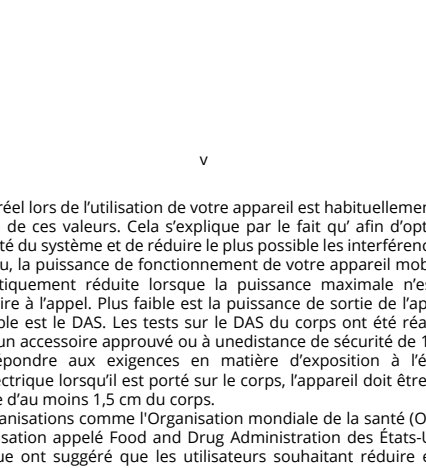 v
réel lors de l’utilisation de votre appareil est habituellemen
de ces valeurs. Cela s’explique par le fait qu’ afin d’opt
té du système et de réduire le plus possible les interférenc
u, la puissance de fonctionnement de votre appareil mob
tiquement réduite lorsque la puissance maximale n’es
ire à l’appel. Plus faible est la puissance de sortie de l’ap
ble est le DAS. Les tests sur le DAS du corps ont été réa
un accessoire approuvé ou à unedistance de sécurité de 1
épondre aux exigences en matière d’exposition à l’é
ectrique lorsqu’il est porté sur le corps, l’appareil doit être
e d’au moins 1,5 cm du corps.
ganisations comme l'Organisation mondiale de la santé (O
isation appelé Food and Drug Administration des États-U
ue ont suggéré que les utilisateurs souhaitant réduire e